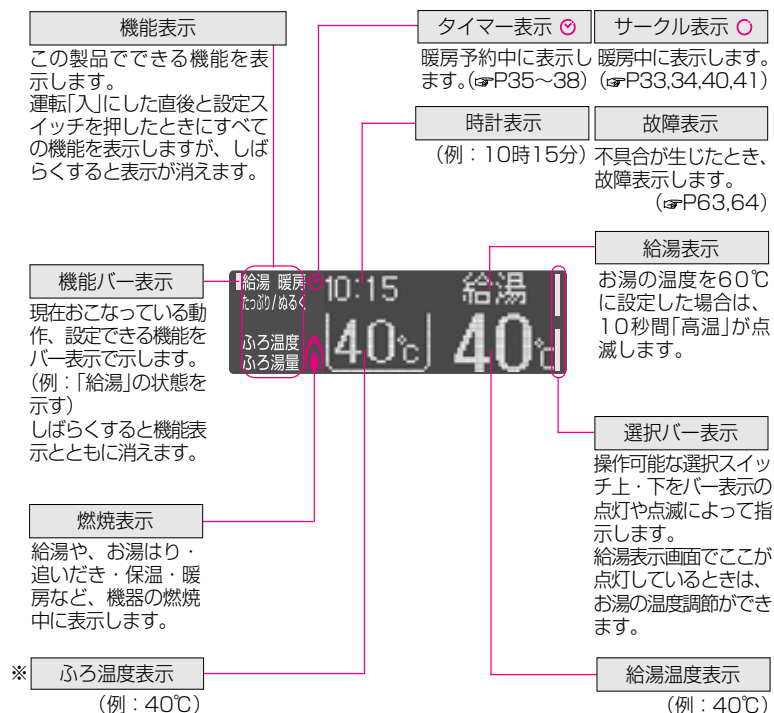 機能表示
この製品でできる機能を表
示します。
運転「入」にした直後と設定ス
イッチを押したときにすべて
の機能を表示しますが、しば
らくすると表示が消えます。
タイマー表示
暖房予約中に表示し
ます。(☞P35～38)
サークル表示
暖房中に表示します。
(☞P33,34,40,41)
時計表示
(例：10時15分)
故障表示
不具合が生じたとき、
故障表示します。
(☞P63,64)
給湯表示
お湯の温度を60℃
に設定した場合は、
10秒間「高温」が点
滅します。
機能バー表示
現在おこなっている動
作、設定できる機能を
バー表示で示します。
(例：「給湯」の状態を
示す)
しばらくすると機能表
示とともに消えます。
給湯 暖房
たっぷり/ぬるく
ふろ温度
ふろ湯量
10:15
40℃
給湯
40℃
選択バー表示
操作可能な選択スイッ
チ上・下をバー表示の
点灯や点滅によって指
示します。
給湯表示画面でここが
点灯しているときは、
お湯の温度調節ができ
ます。
燃焼表示
給湯や、お湯はり・
追いだき・保温・暖
房など、機器の燃焼
中に表示します。
※ ふろ温度表示
(例：40℃)
給湯温度表示
(例：40℃)